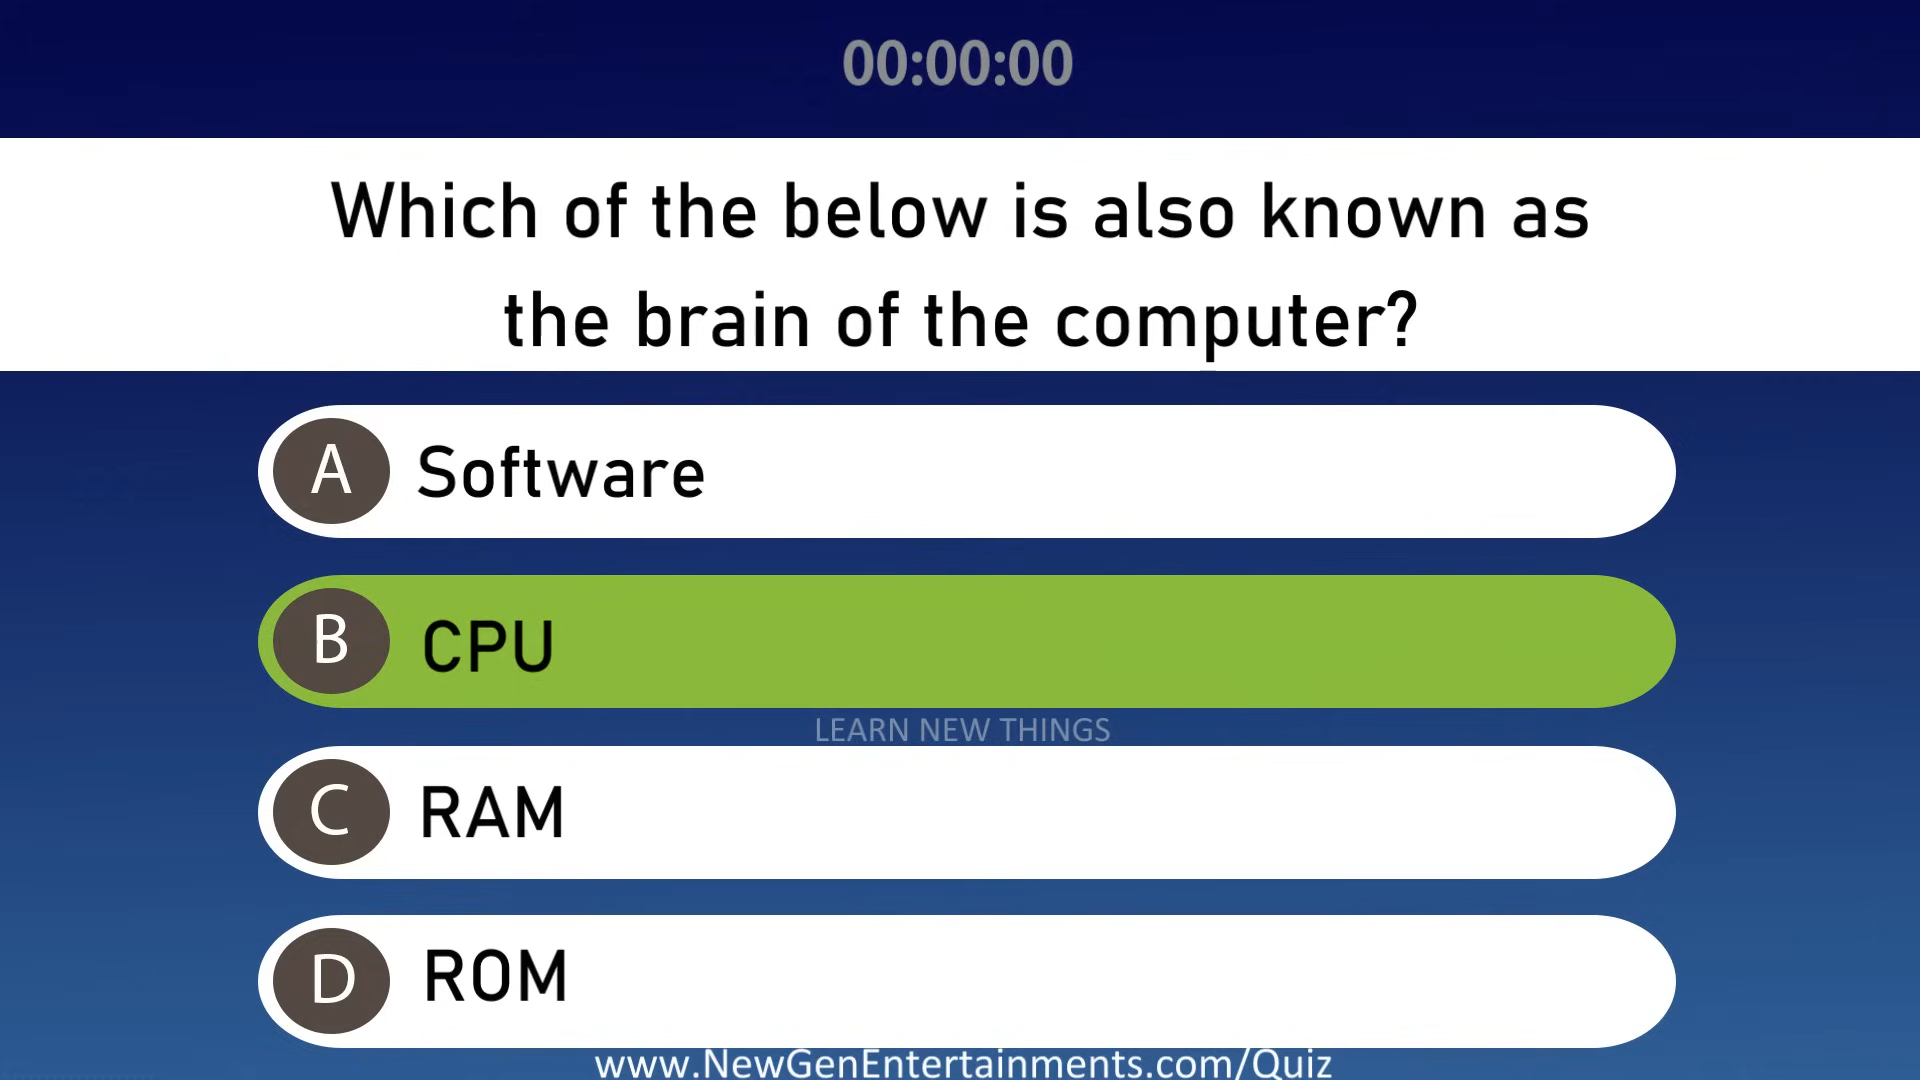 00:00:00
Which of the below is also known as
the brain of the computer?
A Software
B CPU
LEARN NEW THINGS
C RAM
D ROM
www.NewGenEntertainments.com/Quiz